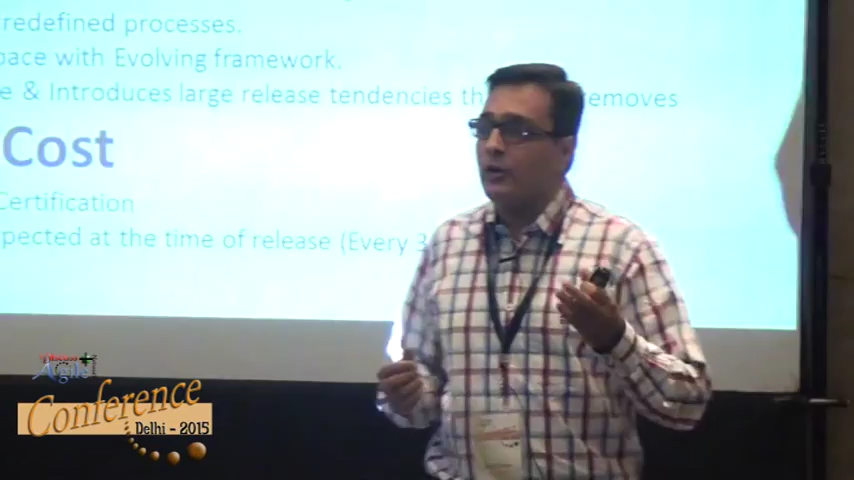 redefined processes.
pace with Evolving framework.
e & Introduces large release tendencies th removes
Cost
Certification
xpected at the time of release (Every 3
Agile
Conference
Delhi - 2015